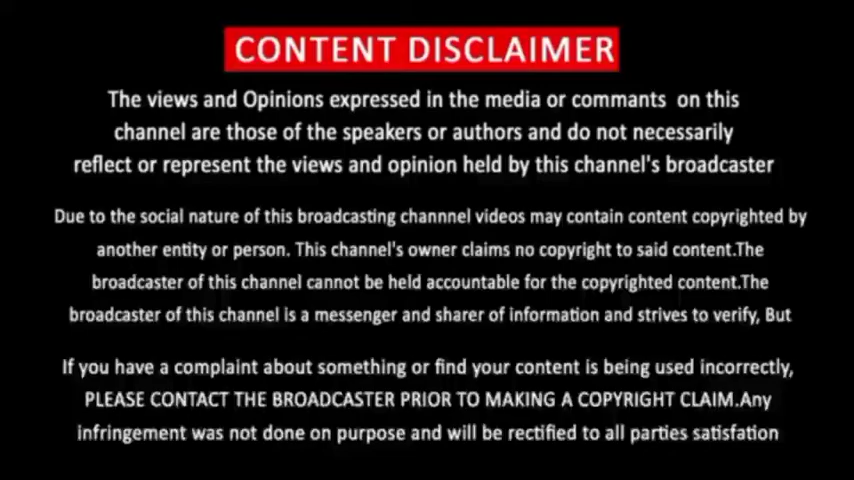 CONTENT DISCLAIMER
The views and Opinions expressed in the media or commants on this
channel are those of the speakers or authors and do not necessarily
reflect or represent the views and opinion held by this channel's broadcaster
Due to the social nature of this broadcasting channnel videos may contain content copyrighted by
another entity or person. This channel's owner claims no copyright to said content.The
broadcaster of this channel cannot be held accountable for the copyrighted content.The
broadcaster of this channel is a messenger and sharer of information and strives to verify, But
If you have a complaint about something or find your content is being used incorrectly,
PLEASE CONTACT THE BROADCASTER PRIOR TO MAKING A COPYRIGHT CLAIM.Any
infringement was not done on purpose and will be rectified to all parties satisfation